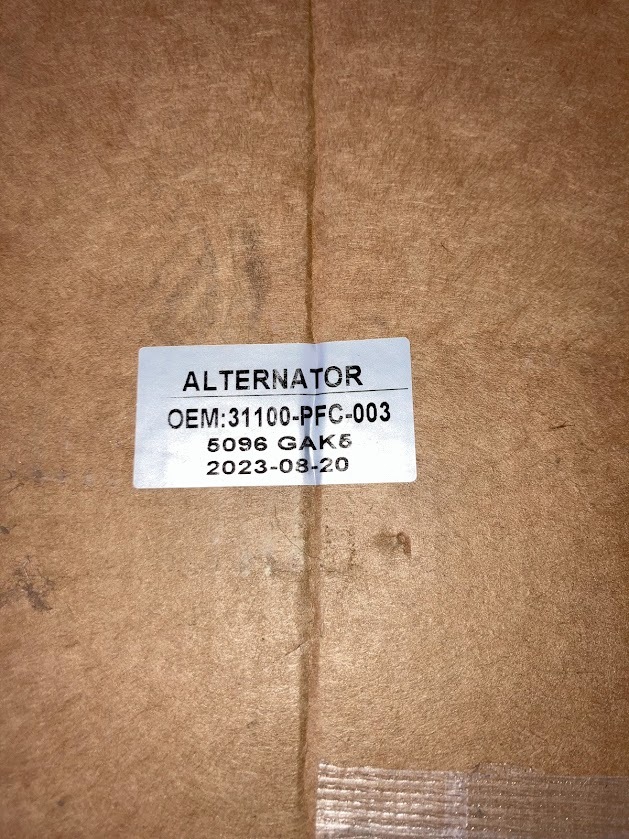 ALTERNATOR
OEM:31100-PFC-003
5096 GAK5
2023-08-20